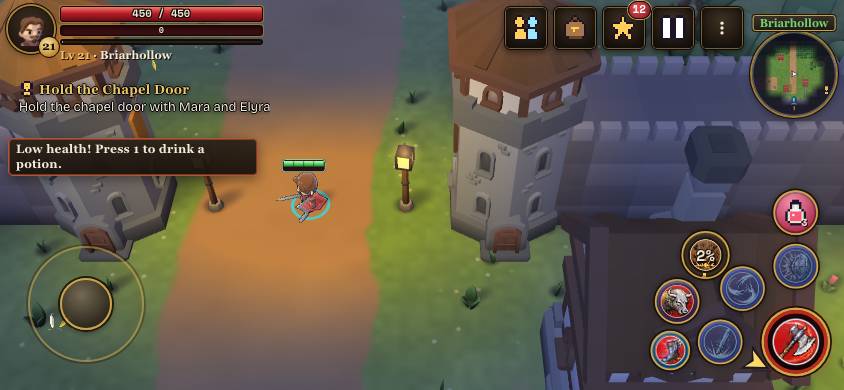 450 / 450
0
21
Lv 21 · Briarhollow
Hold the Chapel Door
Hold the chapel door with Mara and Elyra
Low health! Press 1 to drink a
potion.
12
Briarhollow
3
2%